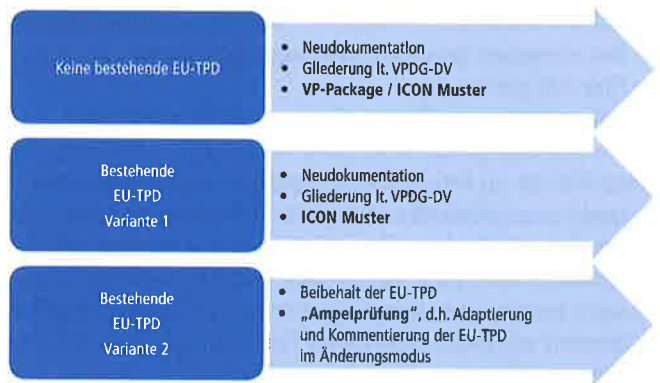 Keine bestehende EU-TPD
• Neudokumentation
• Gliederung lt. VPDG-DV
• VP-Package / ICON Muster
Bestehende
EU-TPD
Variante 1
• Neudokumentation
• Gliederung lt. VPDG-DV
• ICON Muster
Bestehende
EU-TPD
Variante 2
• Beibehalt der EU-TPD
• „Ampelprüfung“, d.h. Adaptierung
und Kommentierung der EU-TPD
im Änderungsmodus